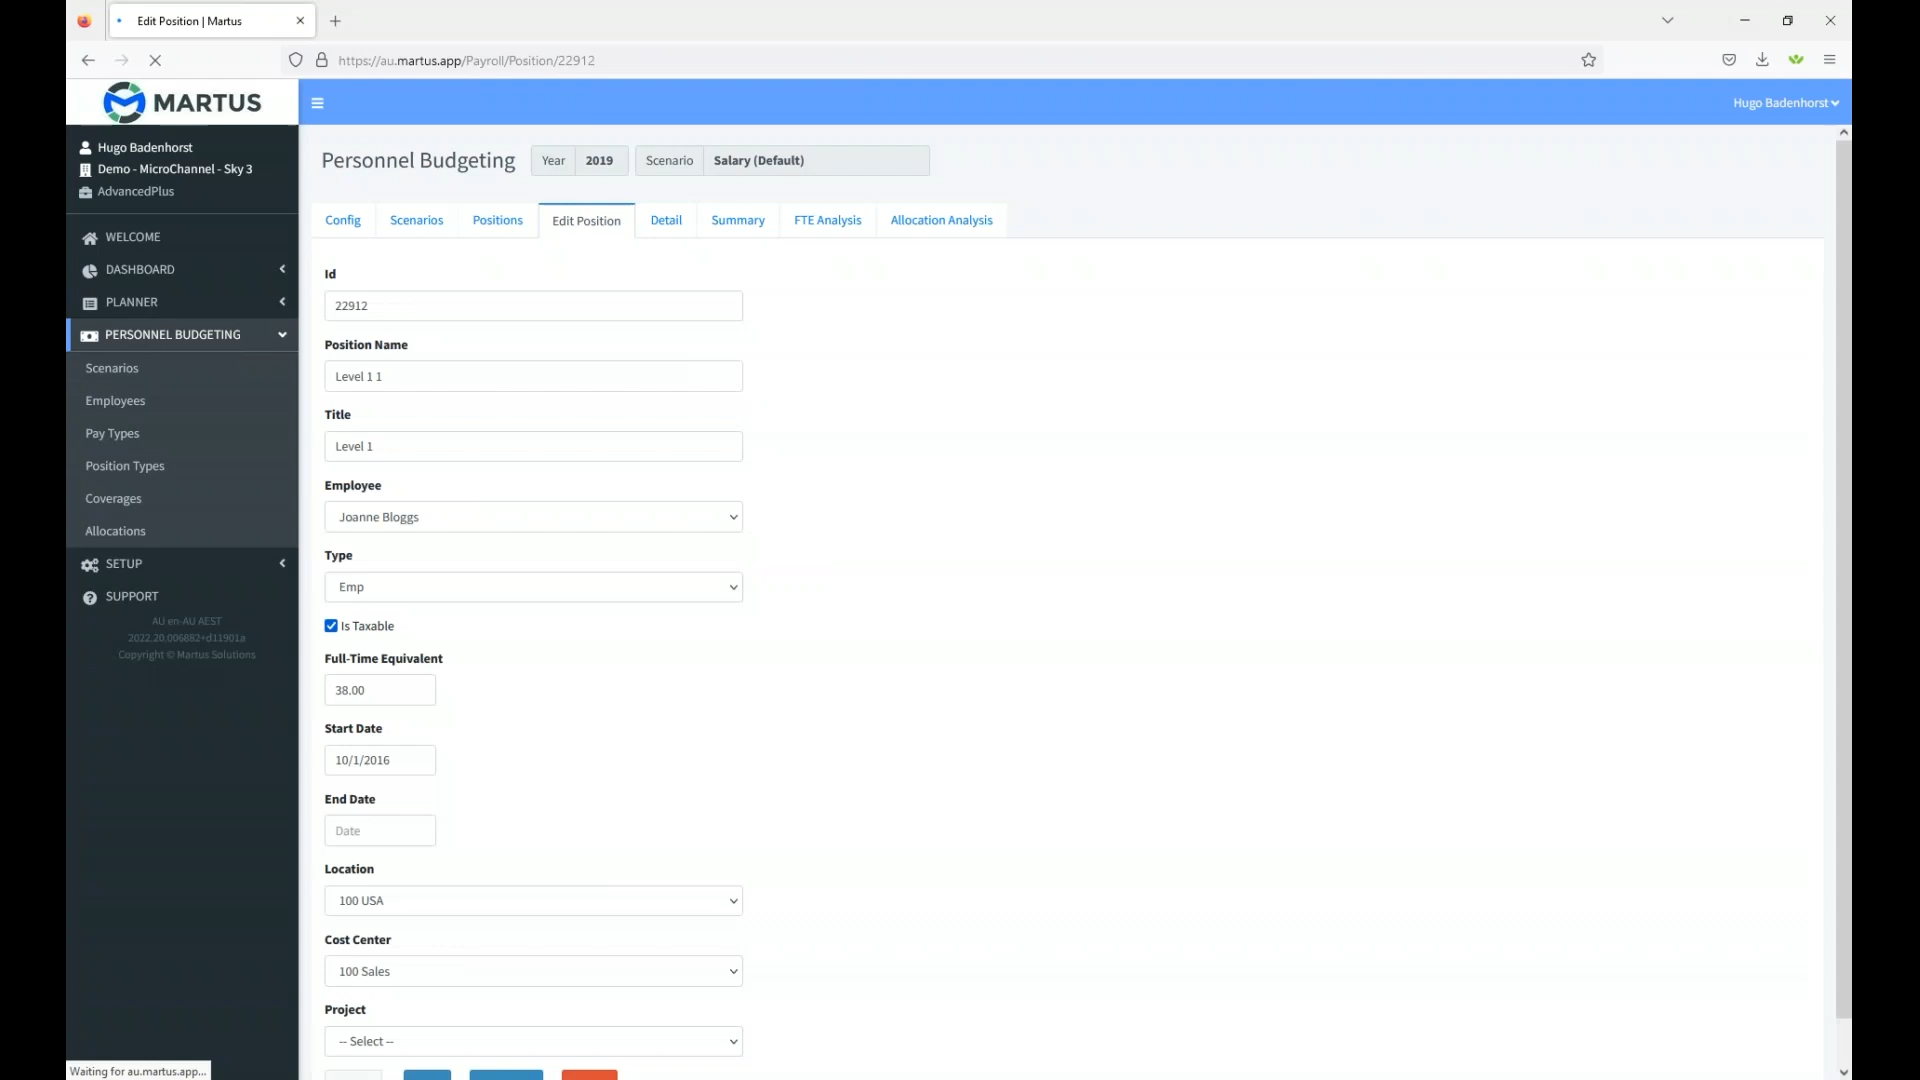 Edit Position | Martus
https://au.martus.app/Payroll/Position/22912
MARTUS
Hugo Badenhorst
Hugo Badenhorst
Demo - MicroChannel - Sky 3
AdvancedPlus
WELCOME
DASHBOARD
PLANNER
PERSONNEL BUDGETING
Scenarios
Employees
Pay Types
Position Types
Coverages
Allocations
SETUP
SUPPORT
AU en-AU AEST
2022.20.006882+d11901a
Copyright © Martus Solutions
Personnel Budgeting Year 2019 Scenario Salary (Default)
Config Scenarios Positions Edit Position Detail Summary FTE Analysis Allocation Analysis
Id
22912
Position Name
Level 1 1
Title
Level 1
Employee
Joanne Bloggs
Type
Emp
Is Taxable
Full-Time Equivalent
38.00
Start Date
10/1/2016
End Date
Date
Location
100 USA
Cost Center
100 Sales
Project
-- Select --
Waiting for au.martus.app...